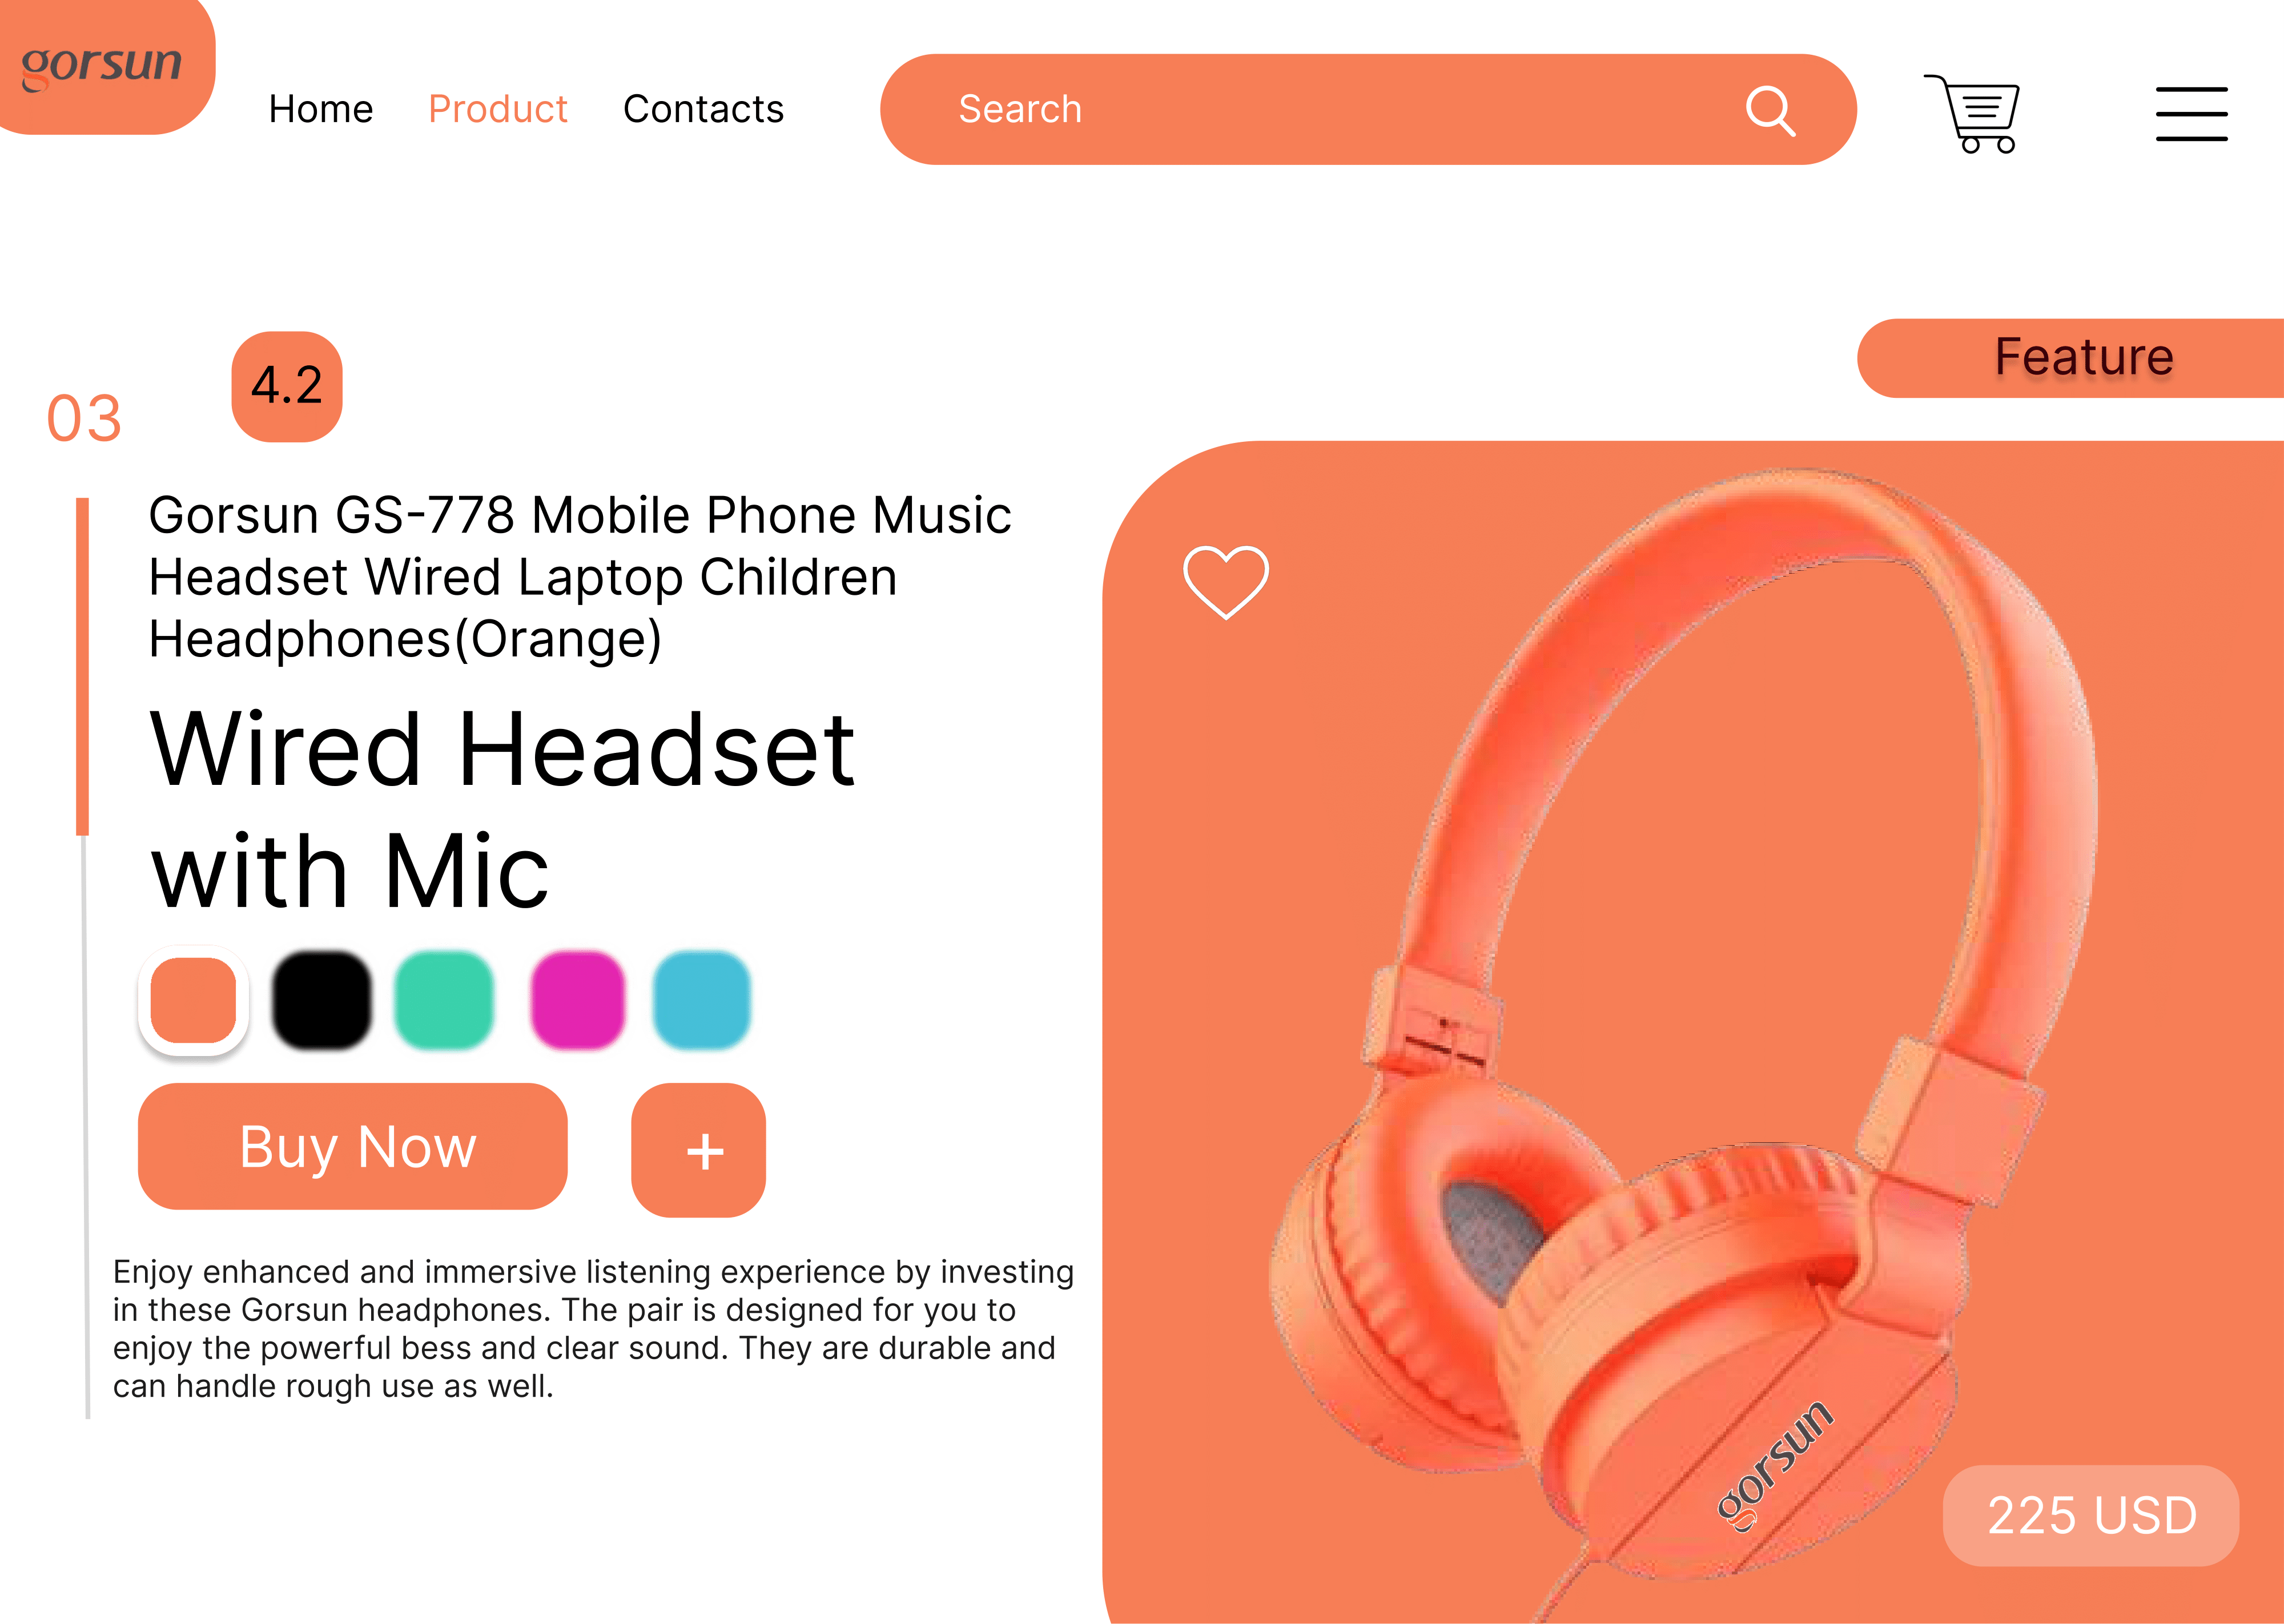 gorsun
Home
Product
Contacts
Search
Feature
4.2
03
Gorsun GS-778 Mobile Phone Music
Headset Wired Laptop Children
Headphones(Orange)
Wired Headset
with Mic
Buy Now
+
Enjoy enhanced and immersive listening experience by investing
in these Gorsun headphones. The pair is designed for you to
enjoy the powerful bess and clear sound. They are durable and
can handle rough use as well.
gorsun
225 USD